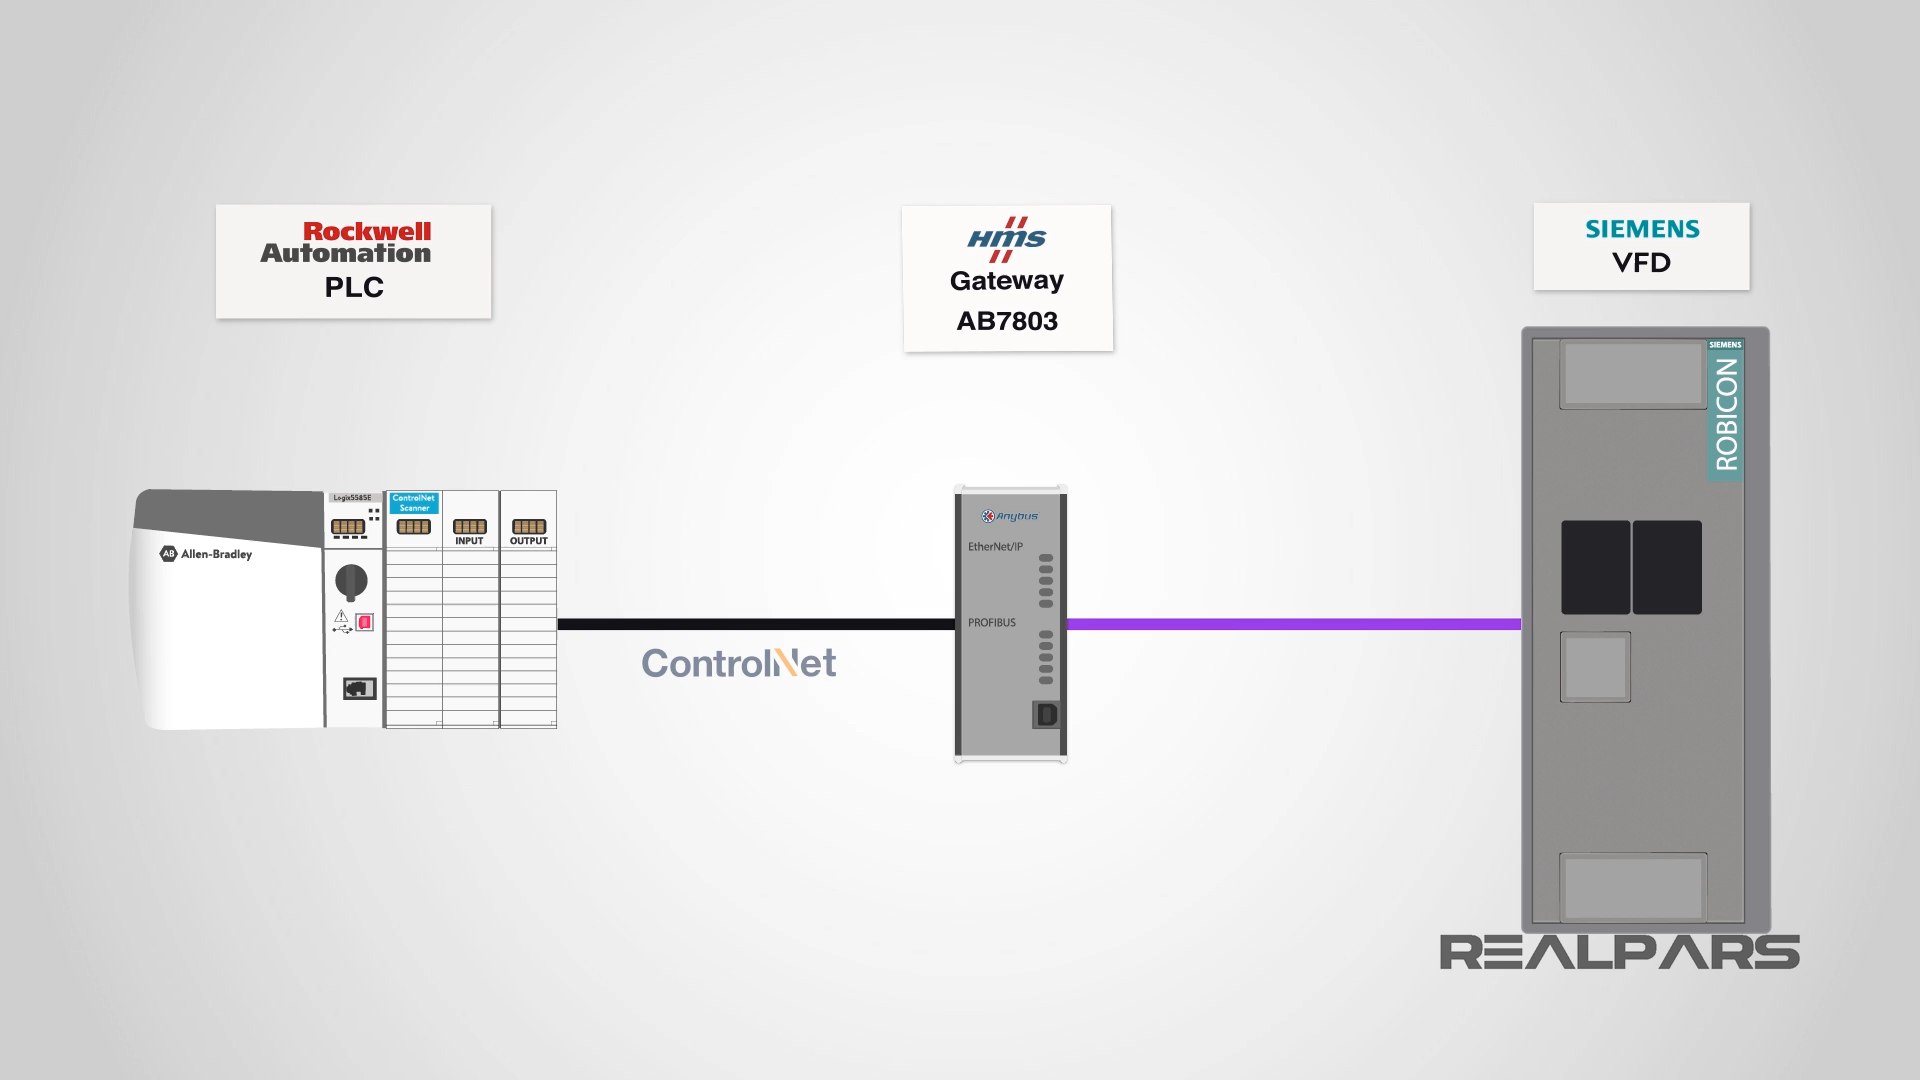 Rockwell
Automation
PLC
HMS
Gateway
AB7803
SIEMENS
VFD
SIEMENS
ROBICON
Logix5585E
ControlNet
Scanner
INPUT
OUTPUT
AB Allen-Bradley
Anybus
EtherNet/IP
PROFIBUS
ControlNet
REALPARS